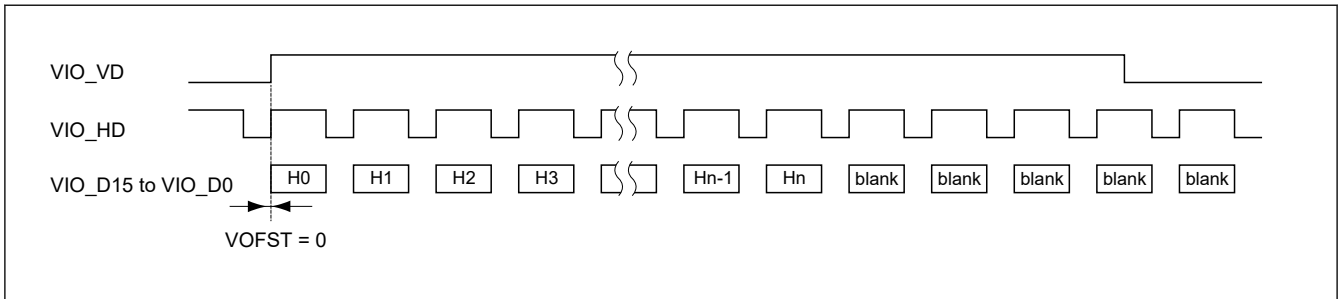 VIO_VD
VIO_HD
VIO_D15 to VIO_D0 H0 H1 H2 H3 Hn-1 Hn blank blank blank blank blank
VOFST = 0